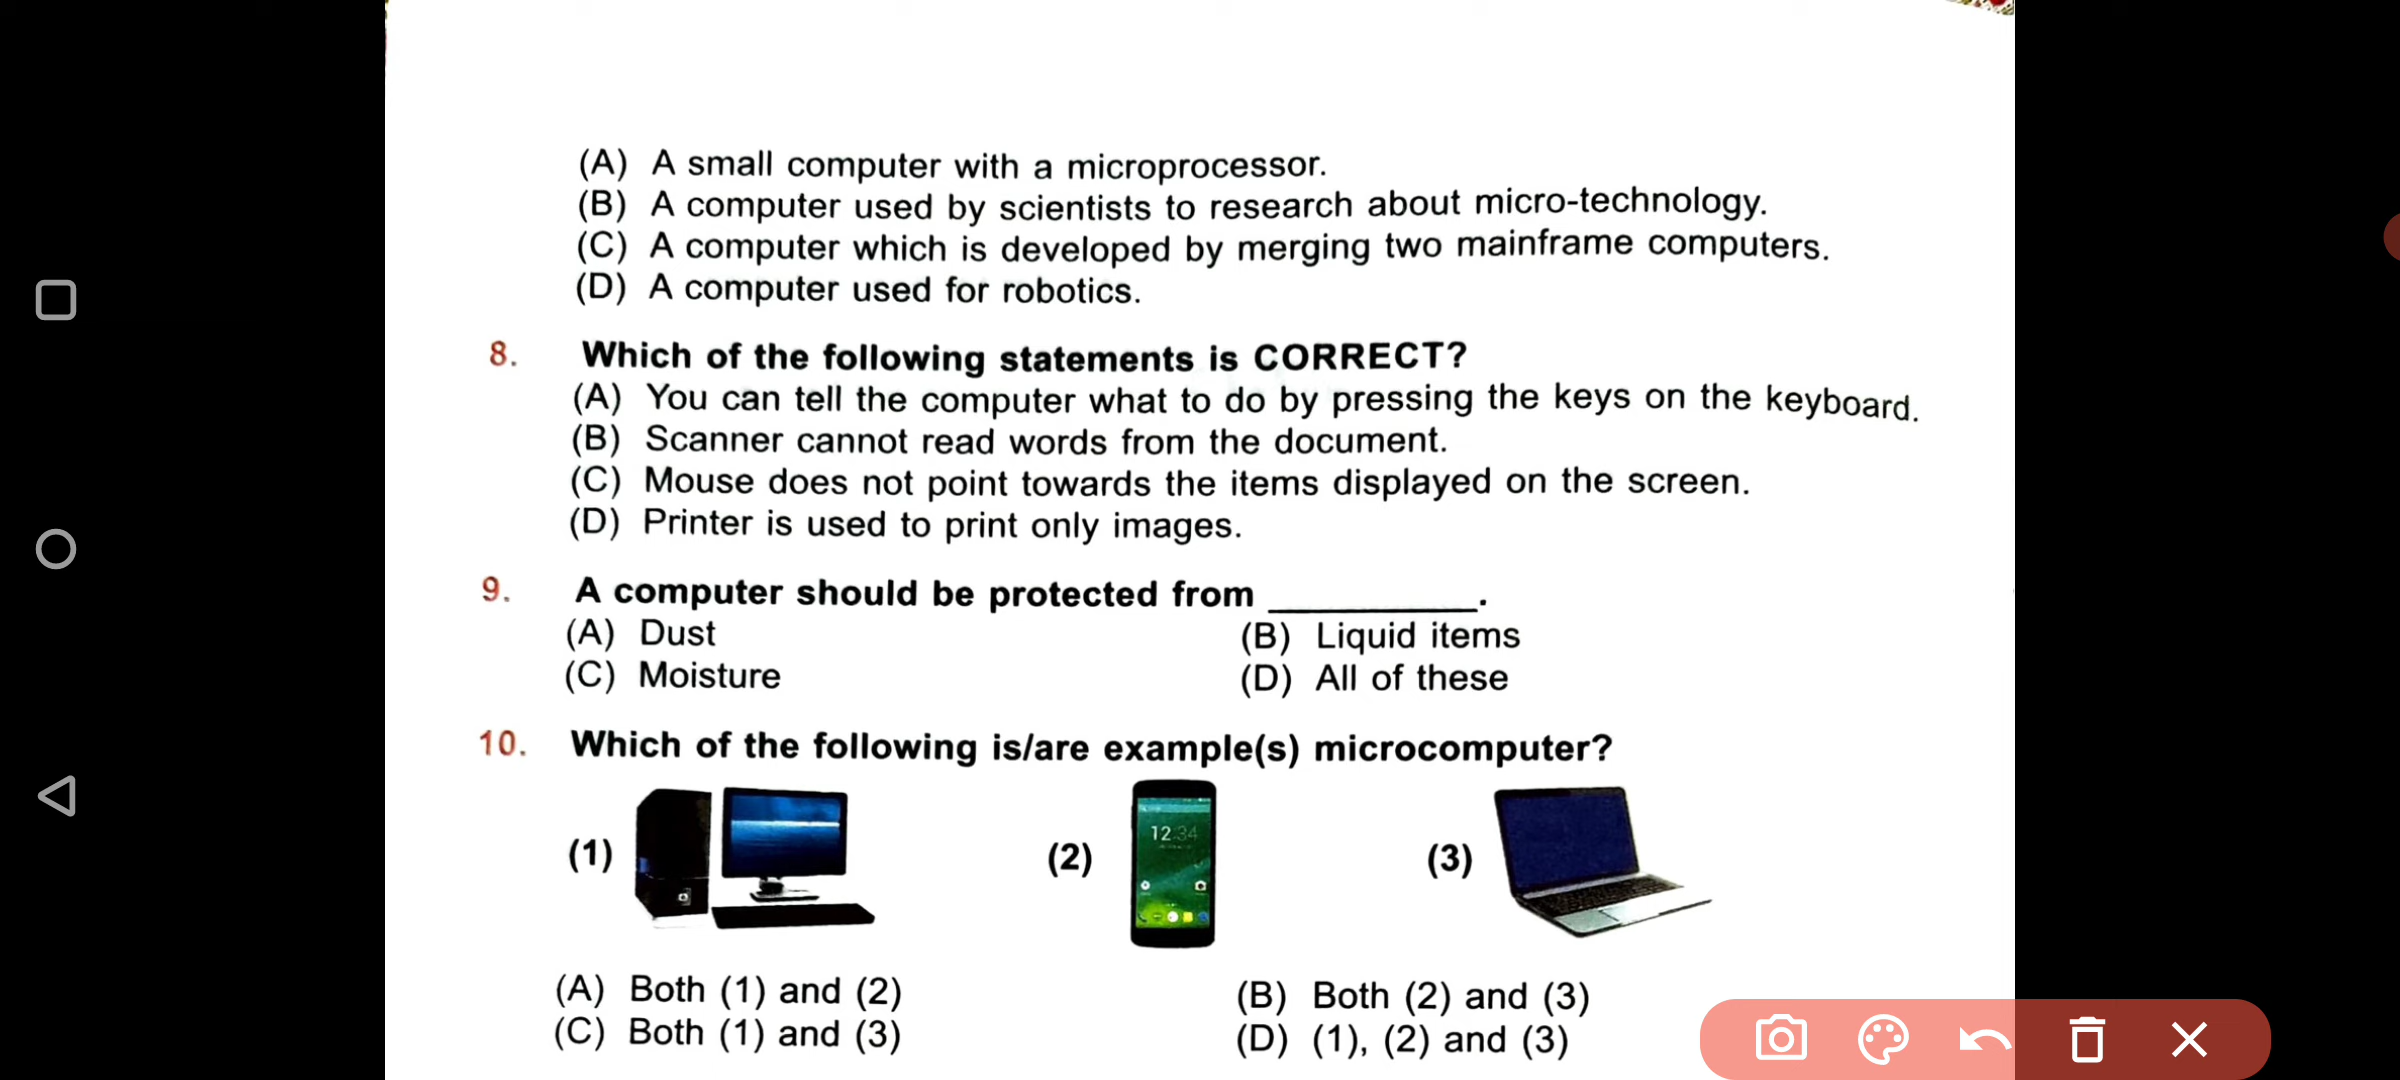 (A) A small computer with a microprocessor.
(B) A computer used by scientists to research about micro-technology.
(C) A computer which is developed by merging two mainframe computers.
(D) A computer used for robotics.
8. Which of the following statements is CORRECT?
(A) You can tell the computer what to do by pressing the keys on the keyboard.
(B) Scanner cannot read words from the document.
(C) Mouse does not point towards the items displayed on the screen.
(D) Printer is used to print only images.
9. A computer should be protected from ___________.
(A) Dust (B) Liquid items
(C) Moisture (D) All of these
10. Which of the following is/are example(s) microcomputer?
(1) (2) (3)
12:34
(A) Both (1) and (2) (B) Both (2) and (3)
(C) Both (1) and (3) (D) (1), (2) and (3)